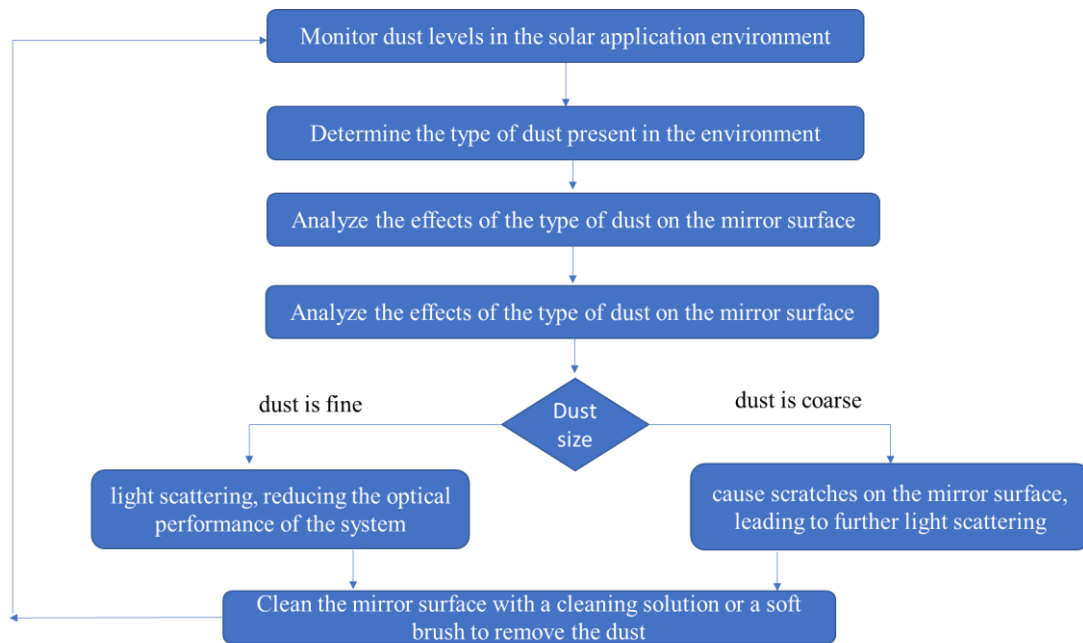 Monitor dust levels in the solar application environment
Determine the type of dust present in the environment
Analyze the effects of the type of dust on the mirror surface
Analyze the effects of the type of dust on the mirror surface
dust is fine
Dust
size
dust is coarse
light scattering, reducing the optical
performance of the system
cause scratches on the mirror surface,
leading to further light scattering
Clean the mirror surface with a cleaning solution or a soft
brush to remove the dust